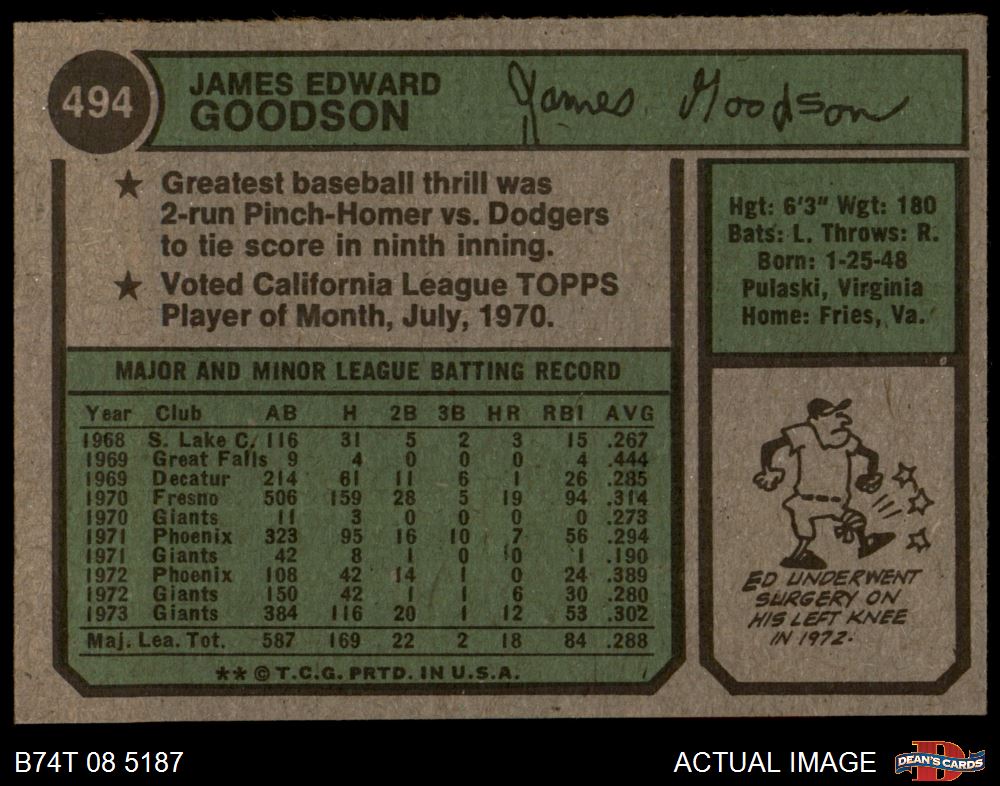 494
JAMES EDWARD
GOODSON
James Goodson
★ Greatest baseball thrill was
2-run Pinch-Homer vs. Dodgers
to tie score in ninth inning.
★ Voted California League TOPPS
Player of Month, July, 1970.
Hgt: 6'3" Wgt: 180
Bats: L. Throws: R.
Born: 1-25-48
Pulaski, Virginia
Home: Fries, Va.
MAJOR AND MINOR LEAGUE BATTING RECORD
Year Club AB H 2B 3B HR RBI AVG
1968 S. Lake C. 116 31 5 2 3 15 .267
1969 Great Falls 9 4 0 0 0 4 .444
1969 Decatur 214 61 11 6 1 26 .285
1970 Fresno 506 159 28 5 19 94 .314
1970 Giants 11 3 0 0 0 0 .273
1971 Phoenix 323 95 16 10 7 56 .294
1971 Giants 42 8 1 0 0 1 .190
1972 Phoenix 108 42 14 1 0 24 .389
1972 Giants 150 42 1 1 6 30 .280
1973 Giants 384 116 20 1 12 53 .302
Maj. Lea. Tot. 587 169 22 2 18 84 .288
** © T.C.G. PRTD. IN U.S.A.
ED UNDERWENT
SURGERY ON
HIS LEFT KNEE
IN 1972.
B74T 08 5187
ACTUAL IMAGE
D
DEAN'S CARDS